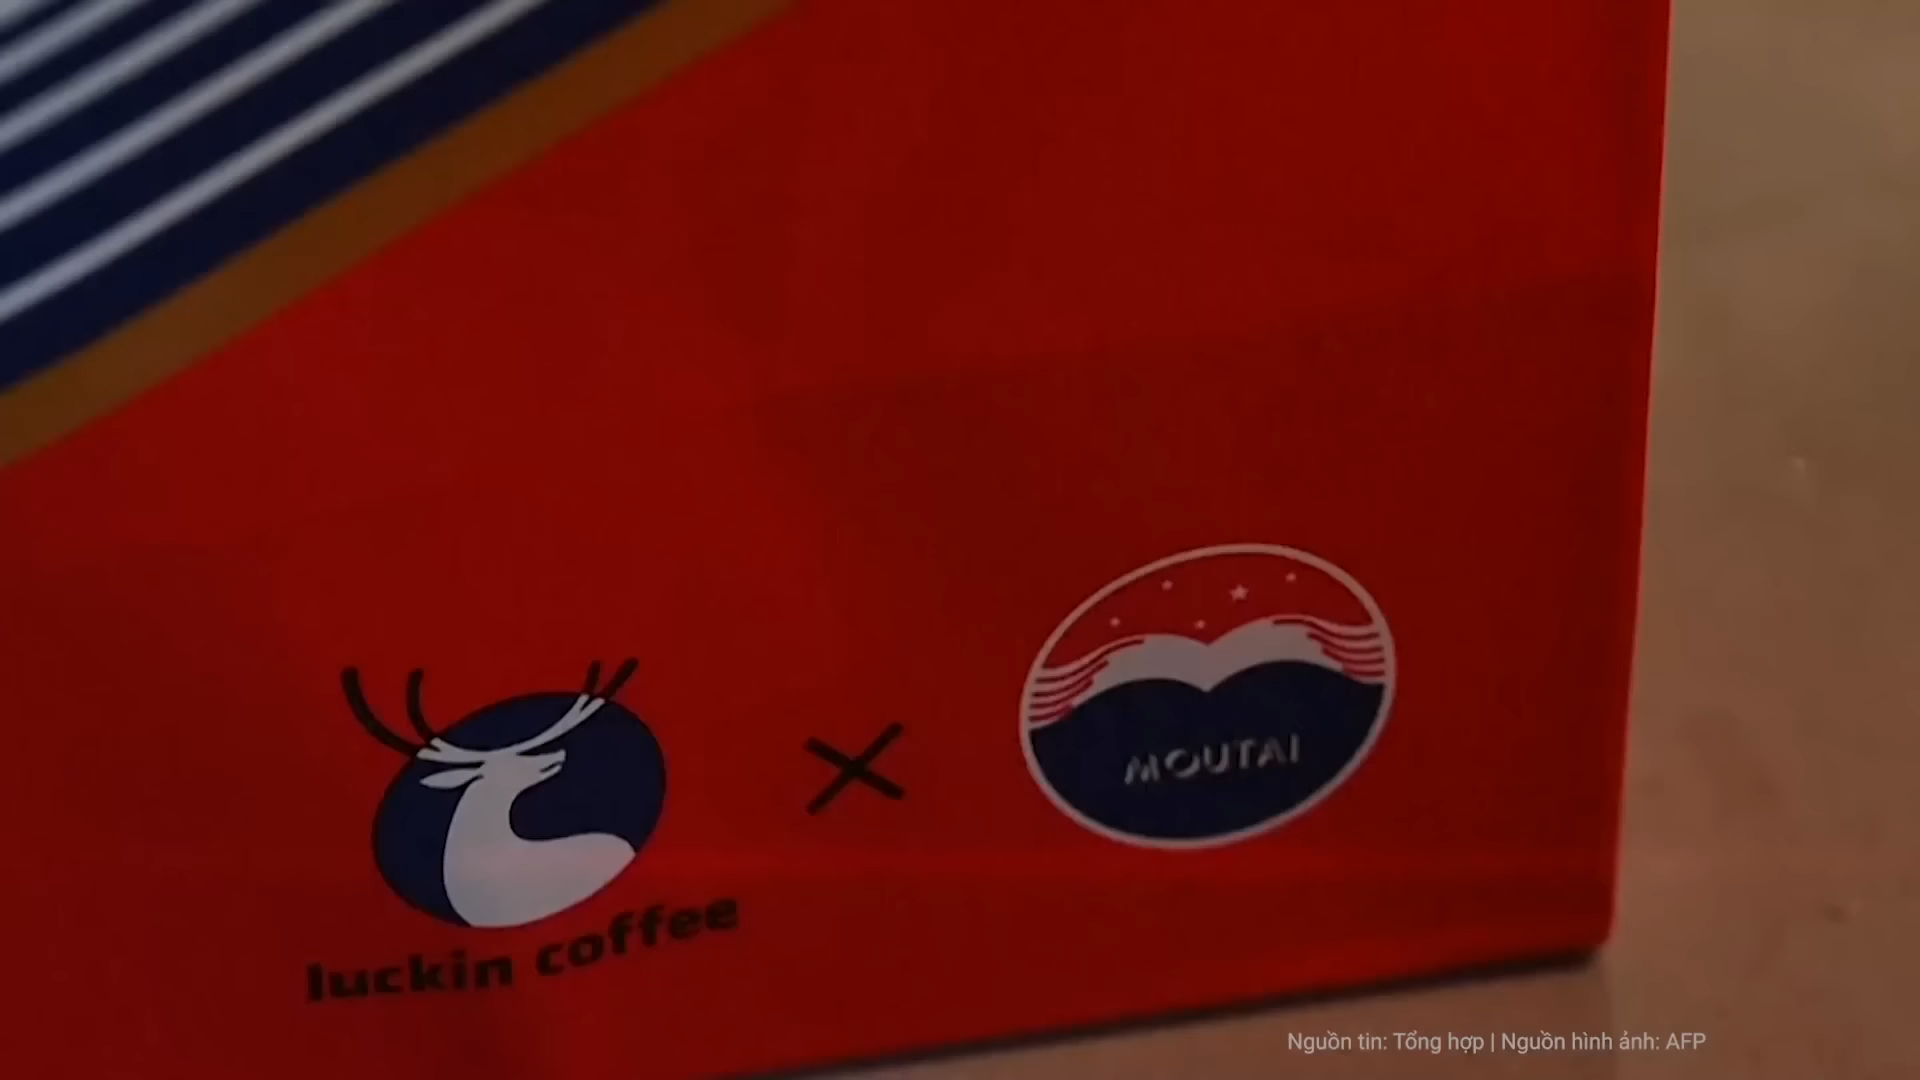 MOUTAI
luckin coffee
Nguồn tin: Tổng hợp | Nguồn hình ảnh: AFP